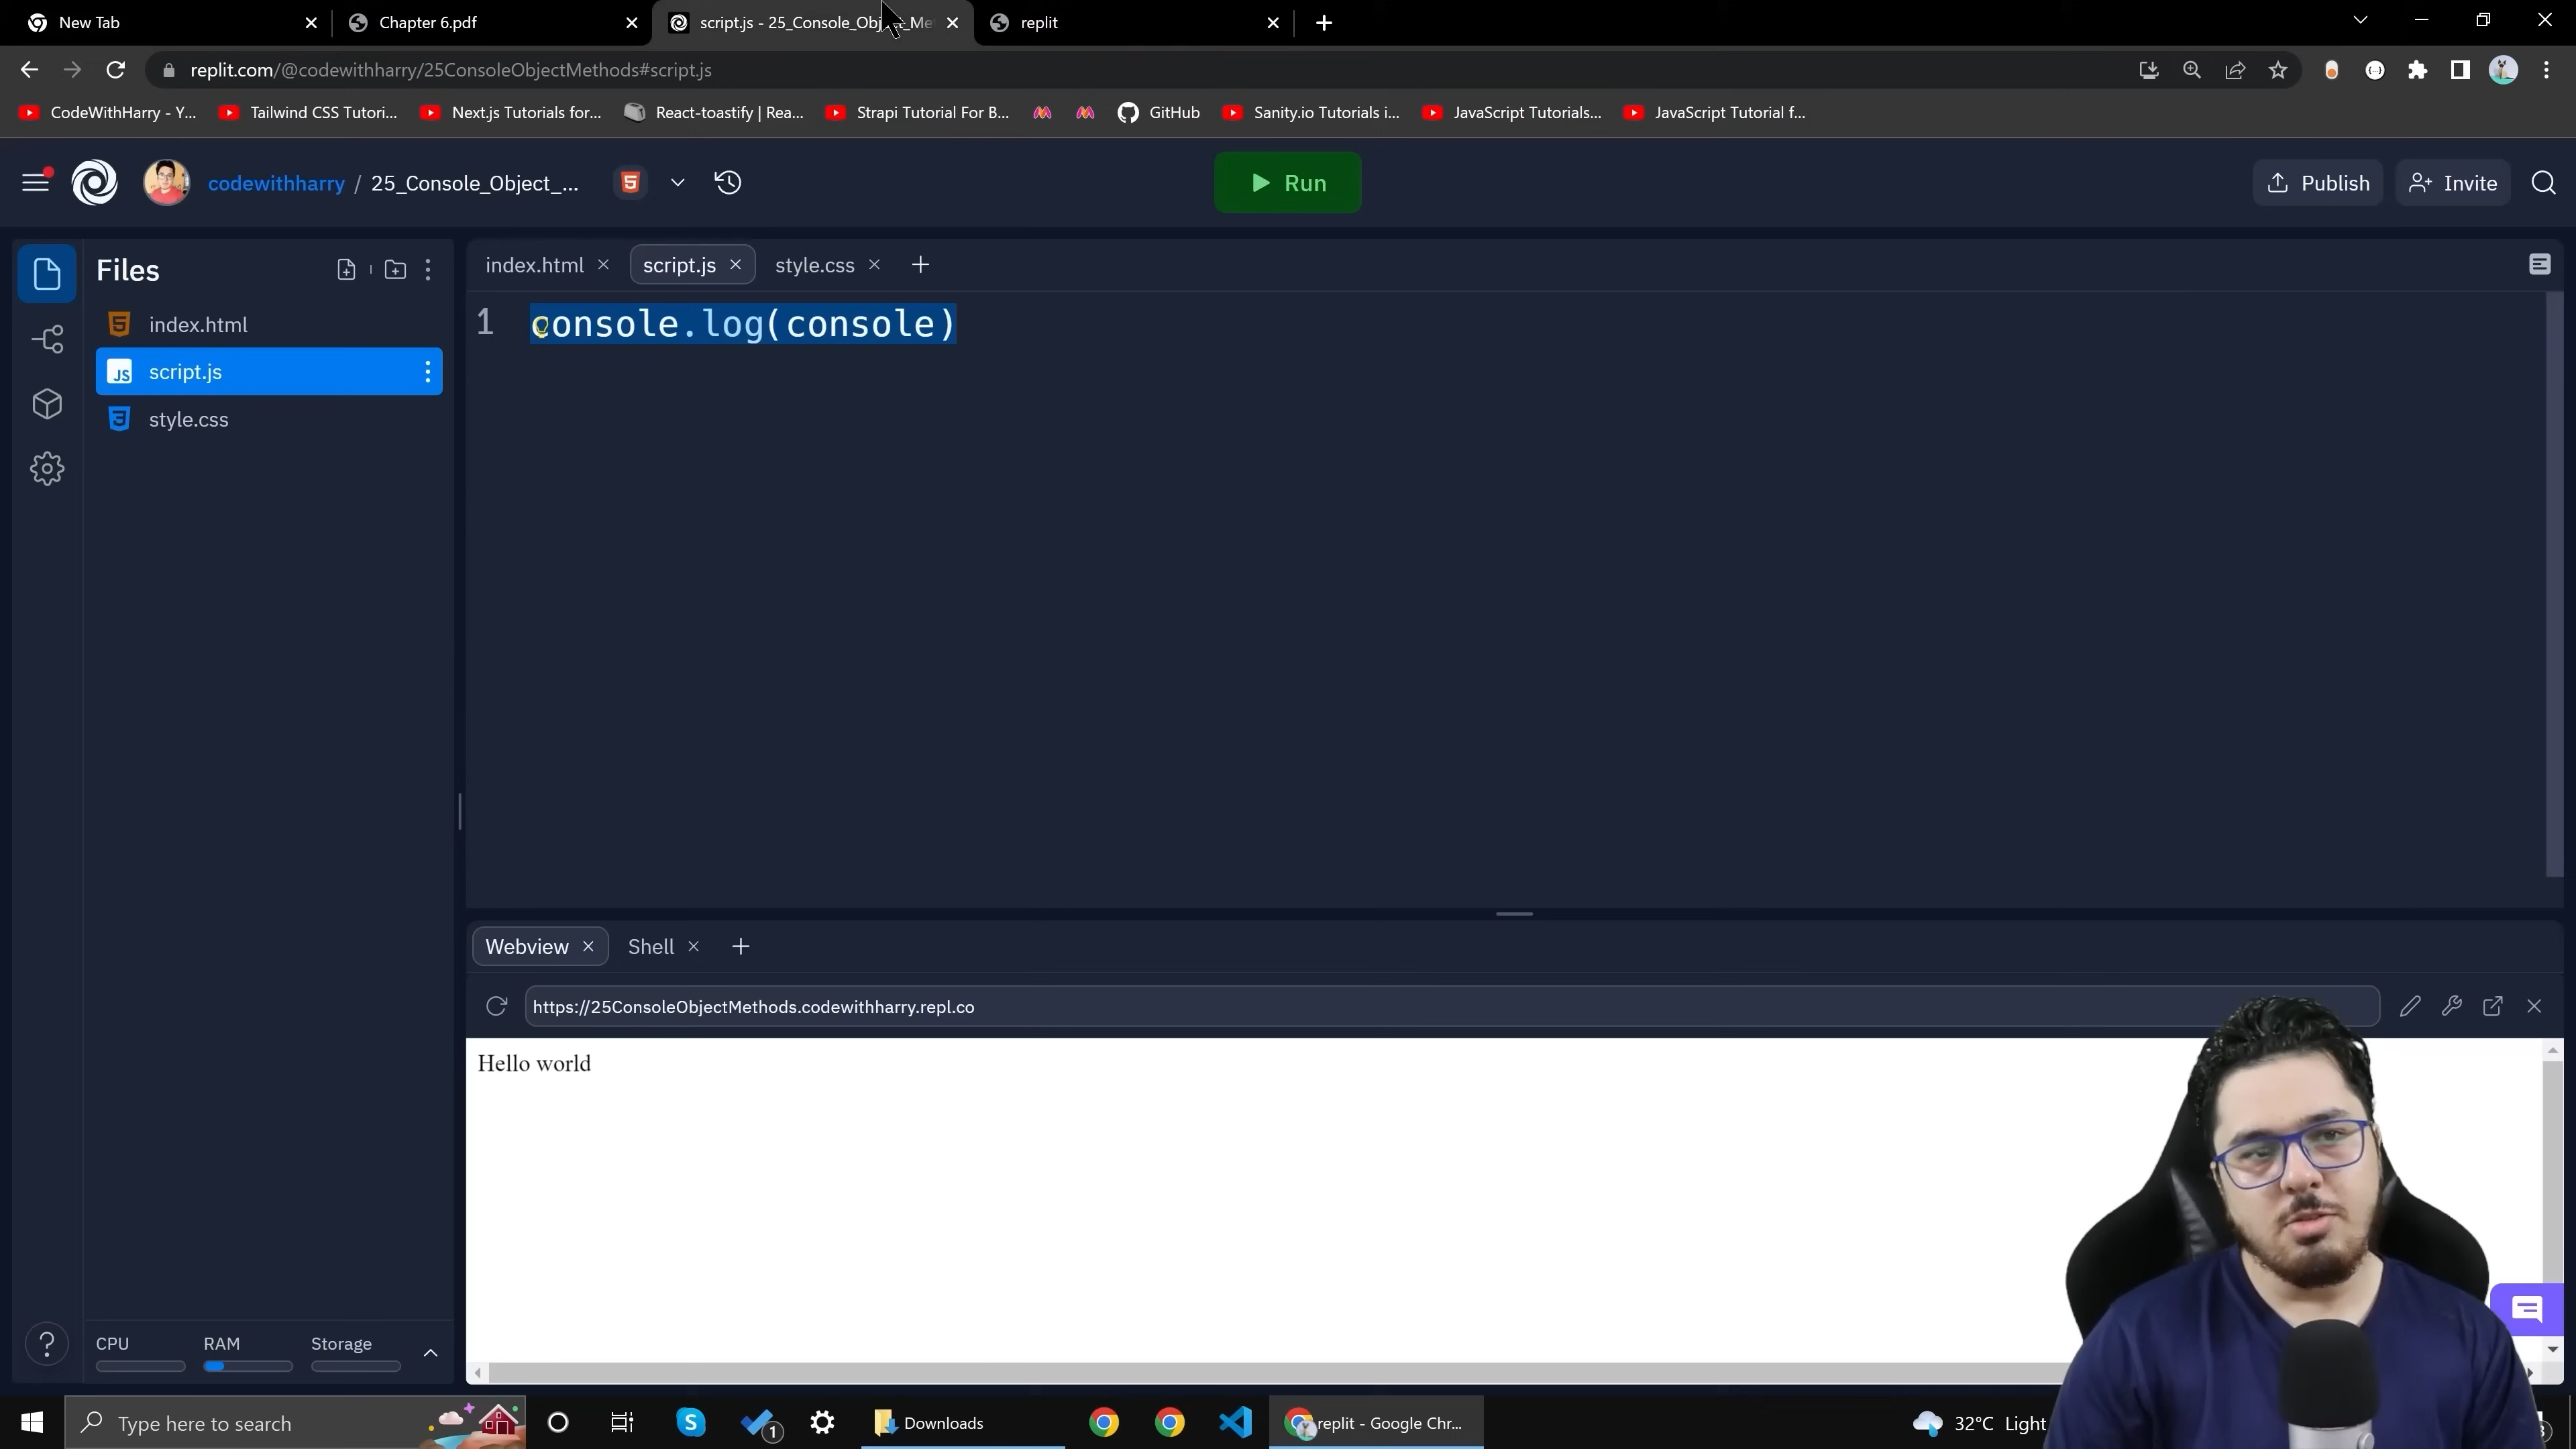 New Tab
Chapter 6.pdf
script.js - 25_Console_Obje
replit
replit.com/@codewithharry/25ConsoleObjectMethods#script.js
CodeWithHarry - Y...
Tailwind CSS Tutori...
Next.js Tutorials for...
React-toastify | Rea...
Strapi Tutorial For B...
GitHub
Sanity.io Tutorials i...
JavaScript Tutorials...
JavaScript Tutorial f...
codewithharry / 25_Console_Object_...
Run
Publish
Invite
Files
index.html
script.js
style.css
index.html
script.js
style.css
1 console.log(console)
Webview
Shell
https://25ConsoleObjectMethods.codewithharry.repl.co
Hello world
CPU
RAM
Storage
Type here to search
1
Downloads
replit - Google Chr...
32°C Light